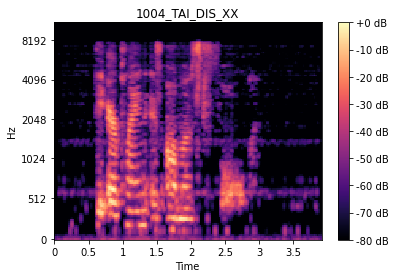 1004_TAI_DIS_XX
8192
4096
2048
1024
512
0
Hz
0 0.5 1 1.5 2 2.5 3 3.5
Time
+0 dB
-10 dB
-20 dB
-30 dB
-40 dB
-50 dB
-60 dB
-70 dB
-80 dB